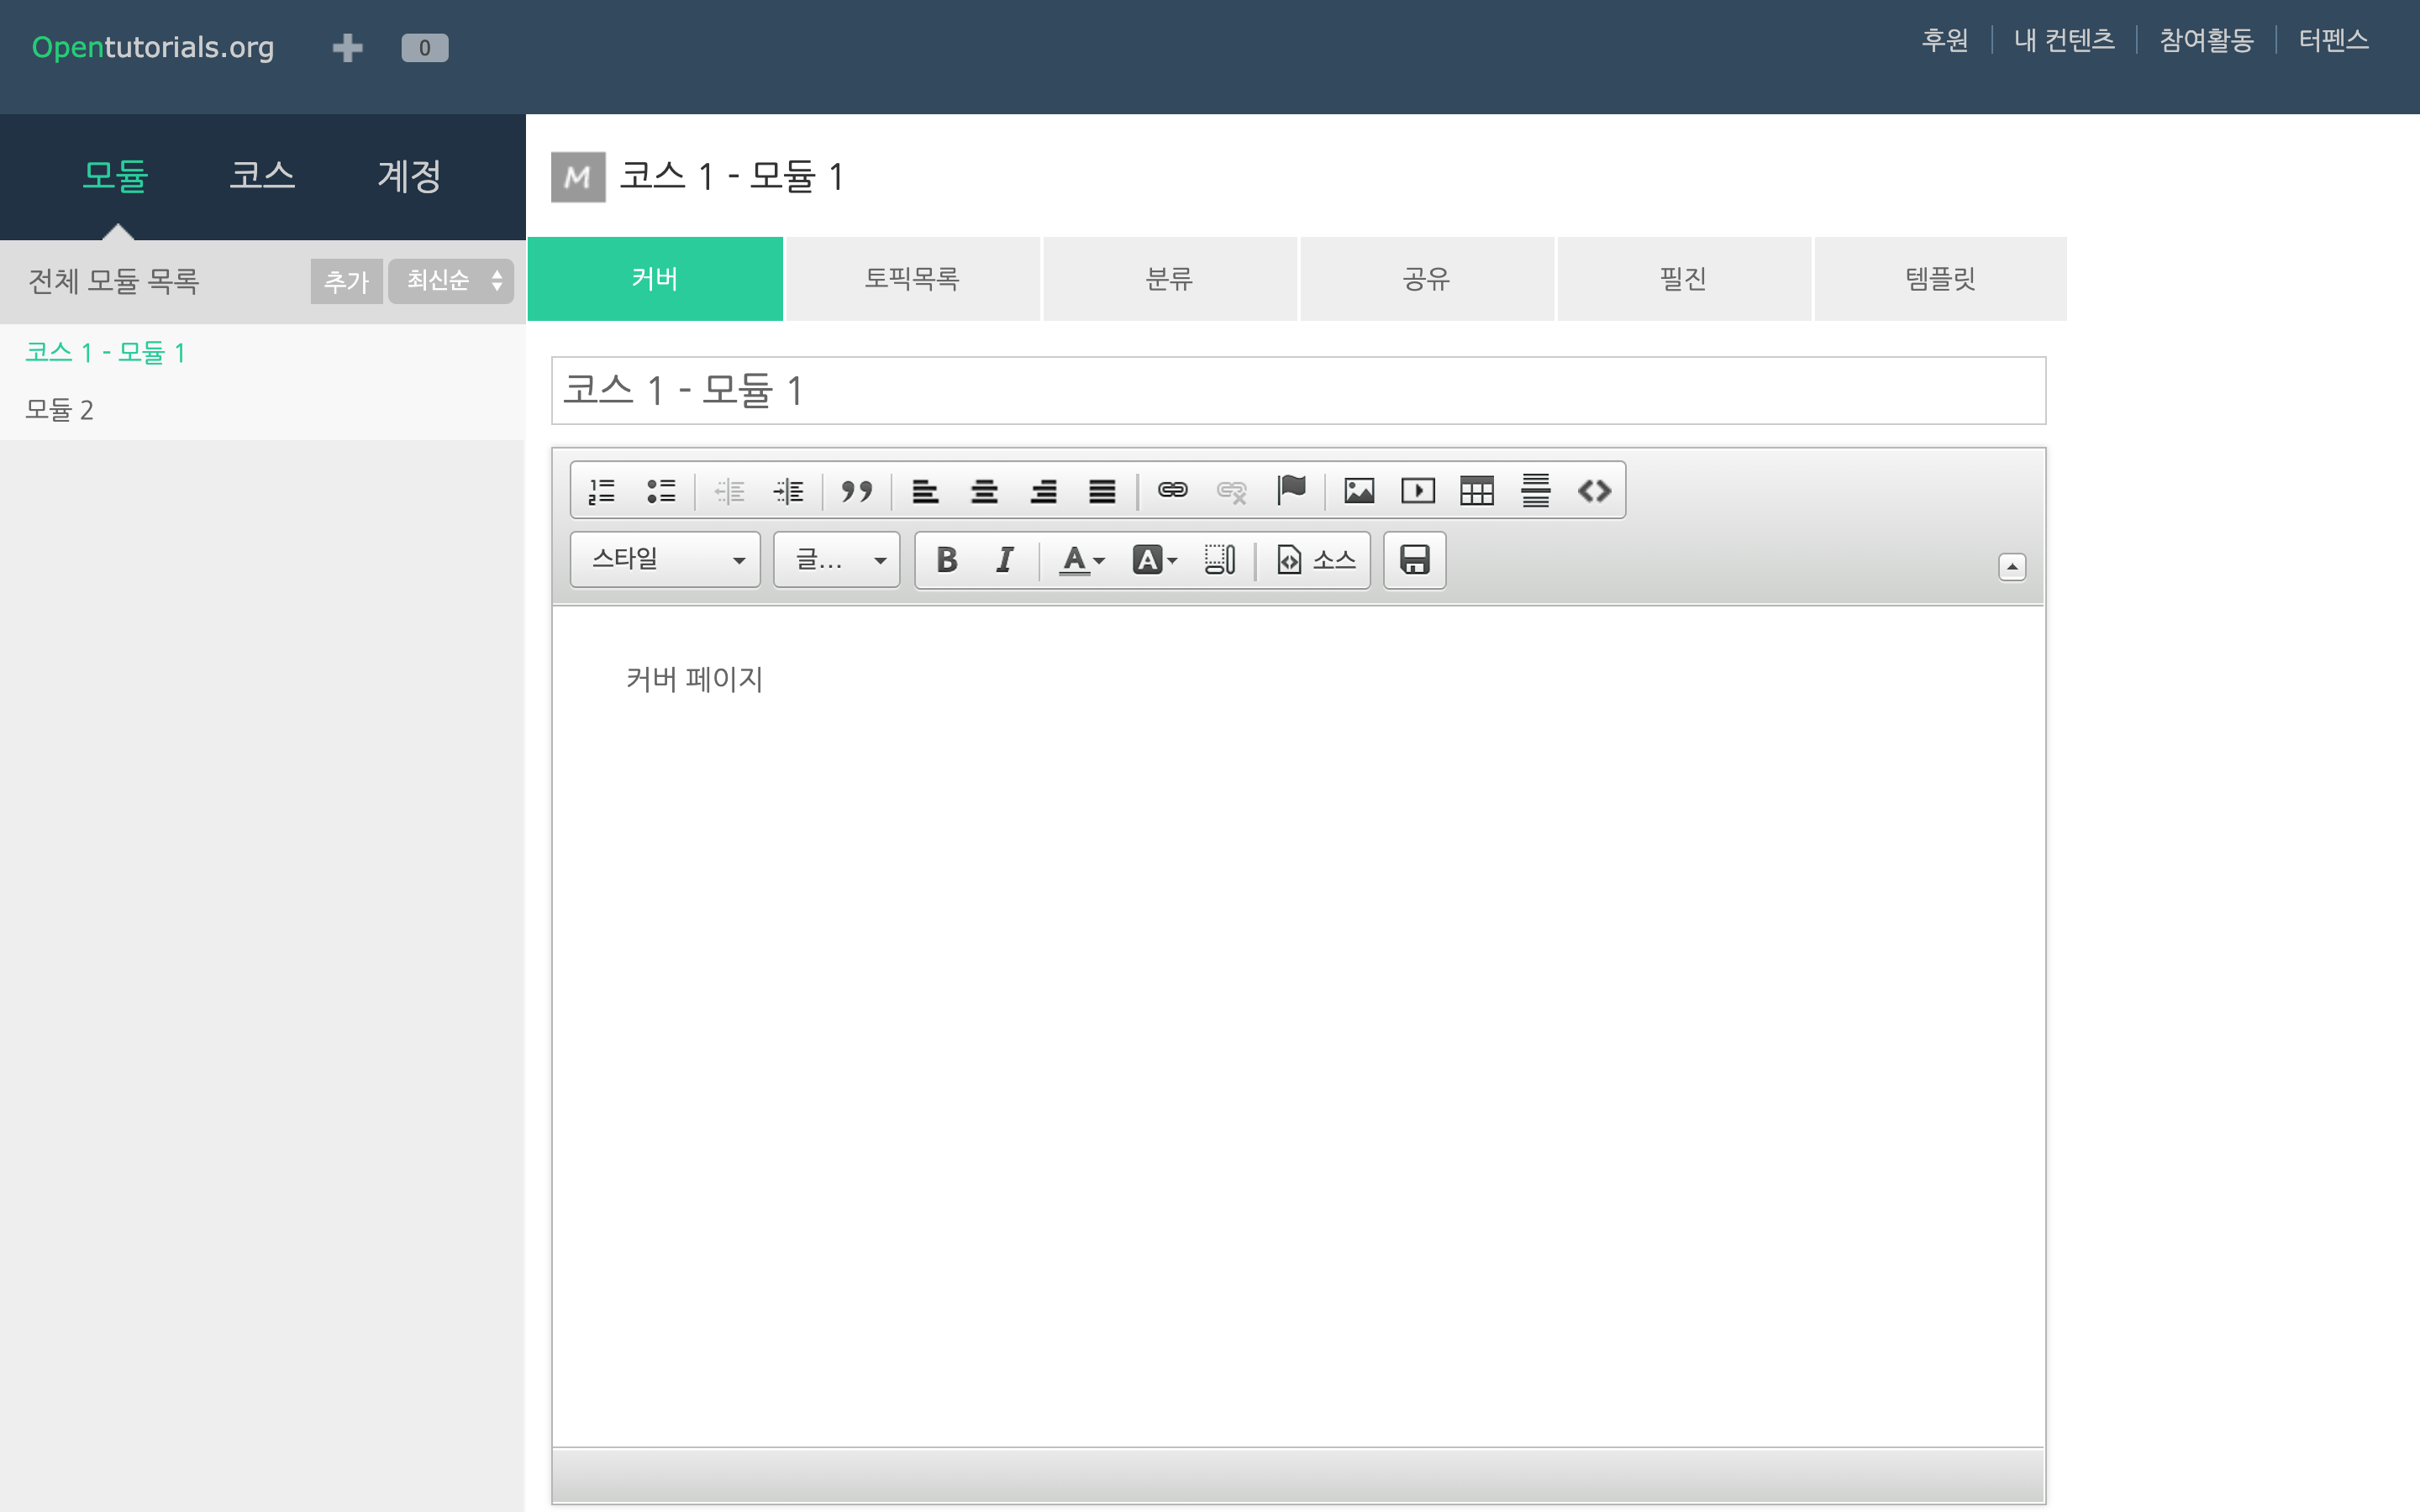 Opentutorials.org 0 후원 내 컨텐츠 참여활동 터펜스
모듈 코스 계정
전체 모듈 목록 추가 최신순
코스 1 - 모듈 1
모듈 2
M 코스 1 - 모듈 1
커버 토픽목록 분류 공유 필진 템플릿
코스 1 - 모듈 1
스타일 글... B I A A 소스
커버 페이지